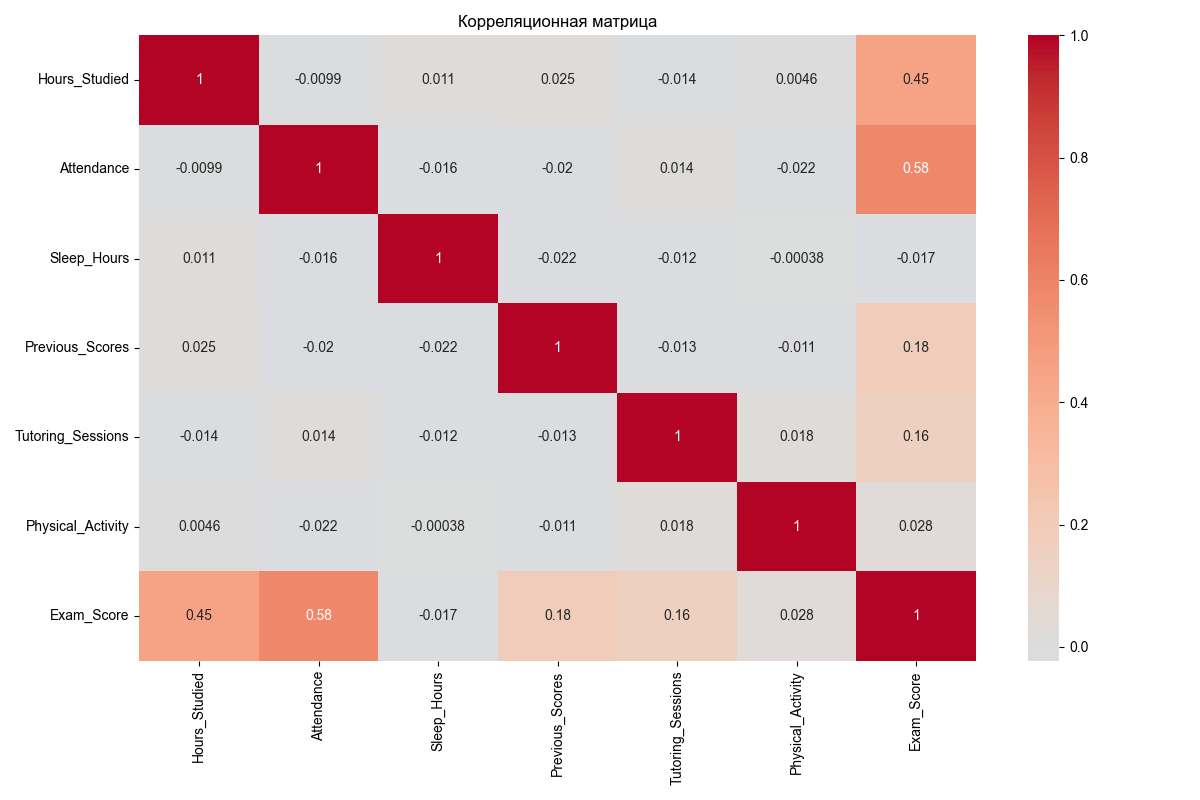 Корреляционная матрица
Hours_Studied 1 -0.0099 0.011 0.025 -0.014 0.0046 0.45
Attendance -0.0099 1 -0.016 -0.02 0.014 -0.022 0.58
Sleep_Hours 0.011 -0.016 1 -0.022 -0.012 -0.00038 -0.017
Previous_Scores 0.025 -0.02 -0.022 1 -0.013 -0.011 0.18
Tutoring_Sessions -0.014 0.014 -0.012 -0.013 1 0.018 0.16
Physical_Activity 0.0046 -0.022 -0.00038 -0.011 0.018 1 0.028
Exam_Score 0.45 0.58 -0.017 0.18 0.16 0.028 1
Hours_Studied
Attendance
Sleep_Hours
Previous_Scores
Tutoring_Sessions
Physical_Activity
Exam_Score
1.0
0.8
0.6
0.4
0.2
0.0